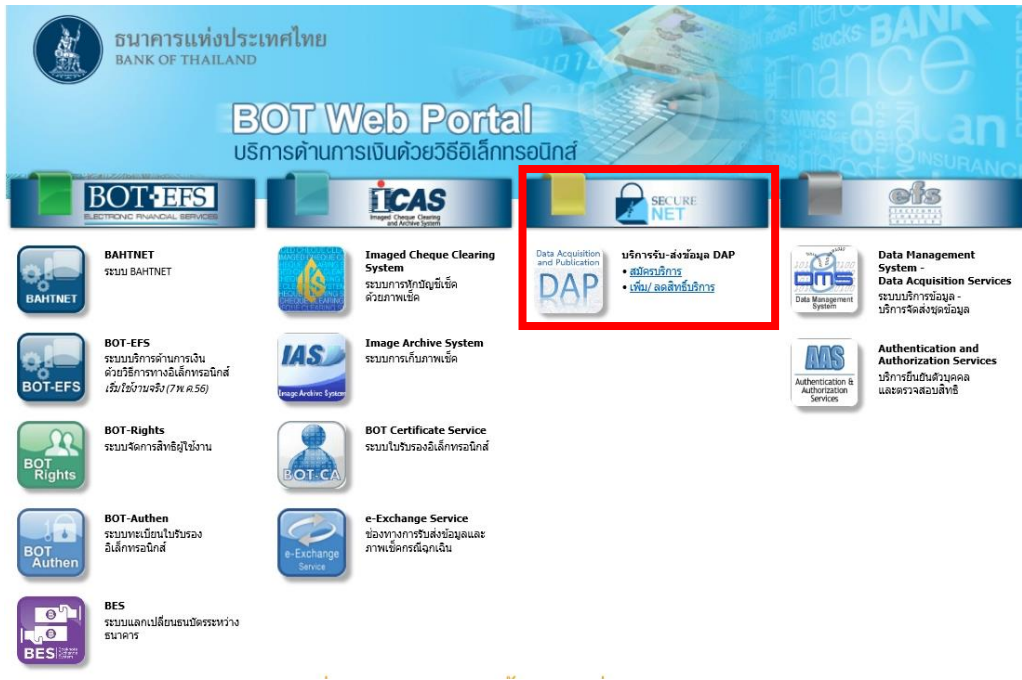 ธนาคารแห่งประเทศไทย
BANK OF THAILAND
BOT Web Portal
บริการด้านการเงินด้วยวิธีอิเล็กทรอนิกส์
BOT•EFS
ELECTRONIC FINANCIAL SERVICES
BAHTNET
BAHTNET
ระบบ BAHTNET
BOT-EFS
BOT-EFS
ระบบบริการด้านการเงิน
ด้วยวิธีการทางอิเล็กทรอนิกส์
เริ่มใช้งานจริง (7 พ.ค.56)
BOT Rights
BOT-Rights
ระบบจัดการสิทธิผู้ใช้งาน
BOT Authen
BOT-Authen
ระบบทะเบียนใบรับรอง
อิเล็กทรอนิกส์
BES
BES
ระบบแลกเปลี่ยนธนบัตรระหว่าง
ธนาคาร
iCAS
Imaged Cheque Clearing
and Archive System
Imaged Cheque Clearing
System
ระบบการหักบัญชีเช็ค
ด้วยภาพเช็ค
IAS
Image Archive System
Image Archive System
ระบบการเก็บภาพเช็ค
BOT-CA
BOT Certificate Service
ระบบใบรับรองอิเล็กทรอนิกส์
e-Exchange
Service
e-Exchange Service
ช่องทางการรับส่งข้อมูลและ
ภาพเช็คกรณีฉุกเฉิน
SECURE
NET
Data Acquisition
and Publication
DAP
บริการรับ-ส่งข้อมูล DAP
• สมัครบริการ
• เพิ่ม/ ลดสิทธิ์บริการ
efs
DMS
Data Management
System
Data Management
System -
Data Acquisition Services
ระบบบริการข้อมูล -
บริการจัดส่งชุดข้อมูล
AAS
Authentication &
Authorization
Services
Authentication and
Authorization Services
บริการยืนยันตัวบุคคล
และตรวจสอบสิทธิ